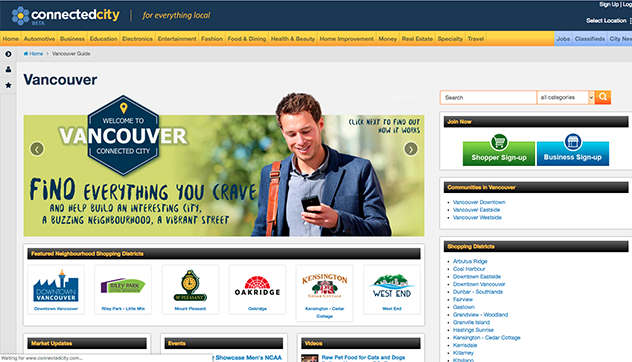 Sign Up | Log
connectedcity
BETA
for everything local
Select Location
Home Automotive Business Education Electronics Entertainment Fashion Food & Dining Health & Beauty Home Improvement Money Real Estate Specialty Travel Jobs Classifieds City New
Home > Vancouver Guide
Vancouver
Search
all categories
WELCOME TO
VANCOUVER
CONNECTED CITY
CLICK NEXT TO FIND OUT
HOW IT WORKS
FIND EVERYTHING YOU CRAVE
AND HELP BUILD AN INTERESTING CITY,
A BUZZING NEIGHBOURHOOD, A VIBRANT STREET
Join Now
Shopper Sign-up
Business Sign-up
Communities in Vancouver
Vancouver Downtown
Vancouver Eastside
Vancouver Westside
Featured Neighbourhood Shopping Districts
DOWNTOWN
VANCOUVER
Downtown Vancouver
RILEY PARK
Riley Park - Little Mtn
MT PLEASANT
Mount Pleasant
OAKRIDGE
Oakridge
KENSINGTON
CEDAR COTTAGE
Kensington - Cedar
Cottage
WEST END
West End
Shopping Districts
Arbutus Ridge
Coal Harbour
Downtown Eastside
Downtown Vancouver
Dunbar - Southlands
Fairview
Gastown
Grandview - Woodland
Granville Island
Hastings Sunrise
Kensington - Cedar Cottage
Kerrisdale
Killarney
Kitsilano
Market Updates
Events
Videos
Showcase Men's NCAA
Raw Pet Food for Cats and Dogs
Waiting for www.connectedcity.com...